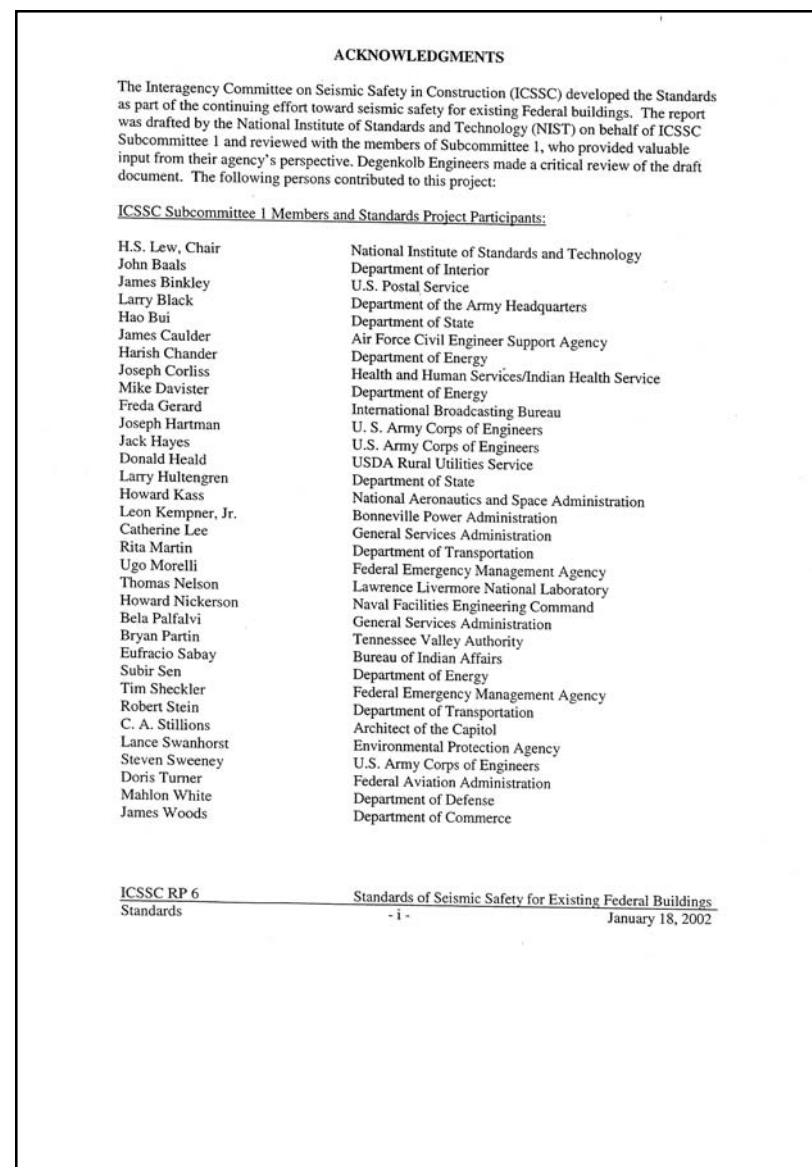 ACKNOWLEDGMENTS
The Interagency Committee on Seismic Safety in Construction (ICSSC) developed the Standards
as part of the continuing effort toward seismic safety for existing Federal buildings. The report
was drafted by the National Institute of Standards and Technology (NIST) on behalf of ICSSC
Subcommittee 1 and reviewed with the members of Subcommittee 1, who provided valuable
input from their agency's perspective. Degenkolb Engineers made a critical review of the draft
document. The following persons contributed to this project:
ICSSC Subcommittee 1 Members and Standards Project Participants:
H.S. Lew, Chair National Institute of Standards and Technology
John Baals Department of Interior
James Binkley U.S. Postal Service
Larry Black Department of the Army Headquarters
Hao Bui Department of State
James Caulder Air Force Civil Engineer Support Agency
Harish Chander Department of Energy
Joseph Corliss Health and Human Services/Indian Health Service
Mike Davister Department of Energy
Freda Gerard International Broadcasting Bureau
Joseph Hartman U. S. Army Corps of Engineers
Jack Hayes U.S. Army Corps of Engineers
Donald Heald USDA Rural Utilities Service
Larry Hultengren Department of State
Howard Kass National Aeronautics and Space Administration
Leon Kempner, Jr. Bonneville Power Administration
Catherine Lee General Services Administration
Rita Martin Department of Transportation
Ugo Morelli Federal Emergency Management Agency
Thomas Nelson Lawrence Livermore National Laboratory
Howard Nickerson Naval Facilities Engineering Command
Bela Palfalvi General Services Administration
Bryan Partin Tennessee Valley Authority
Eufracio Sabay Bureau of Indian Affairs
Subir Sen Department of Energy
Tim Sheckler Federal Emergency Management Agency
Robert Stein Department of Transportation
C. A. Stillions Architect of the Capitol
Lance Swanhorst Environmental Protection Agency
Steven Sweeney U.S. Army Corps of Engineers
Doris Turner Federal Aviation Administration
Mahlon White Department of Defense
James Woods Department of Commerce
ICSSC RP 6 Standards of Seismic Safety for Existing Federal Buildings
Standards - i - January 18, 2002